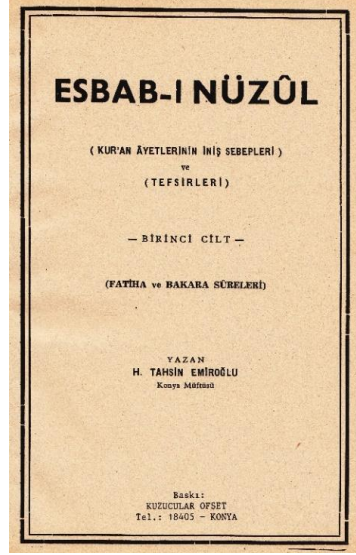 ESBAB-I NÜZÛL
( KUR'AN ÂYETLERİNİN İNİŞ SEBEPLERİ )
ve
( TEFSİRLERİ )
— BİRİNCİ CİLT —
(FATİHA ve BAKARA SÛRELERİ)
YAZAN
H. TAHSİN EMİROĞLU
Konya Müftüsü
Baskı:
KUZUCULAR OFSET
Tel.: 18405 - KONYA